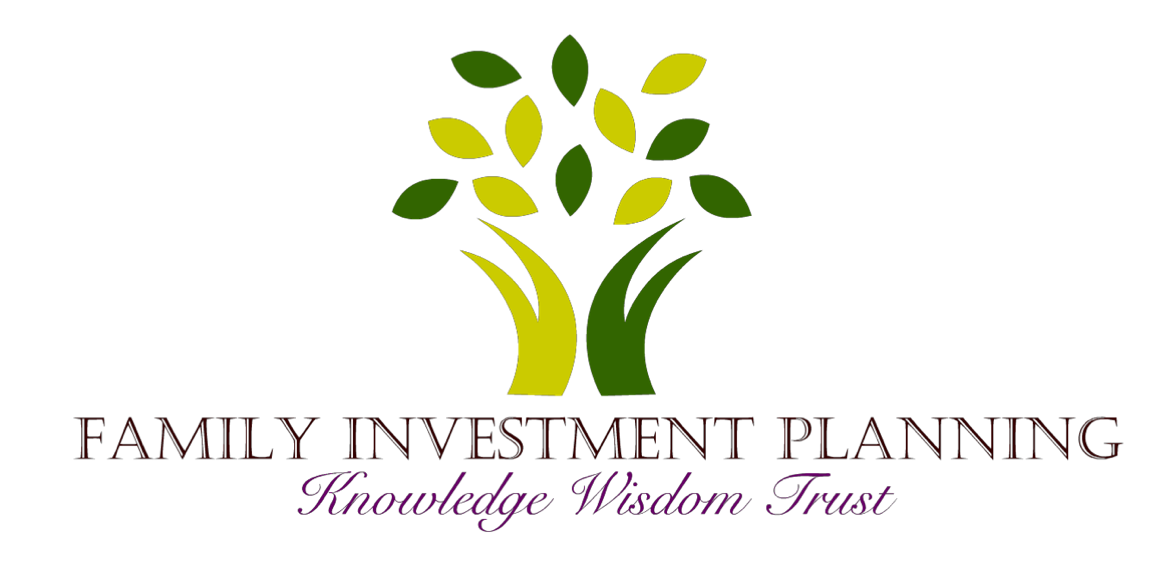 FAMILY INVESTMENT PLANNING
Knowledge Wisdom Trust